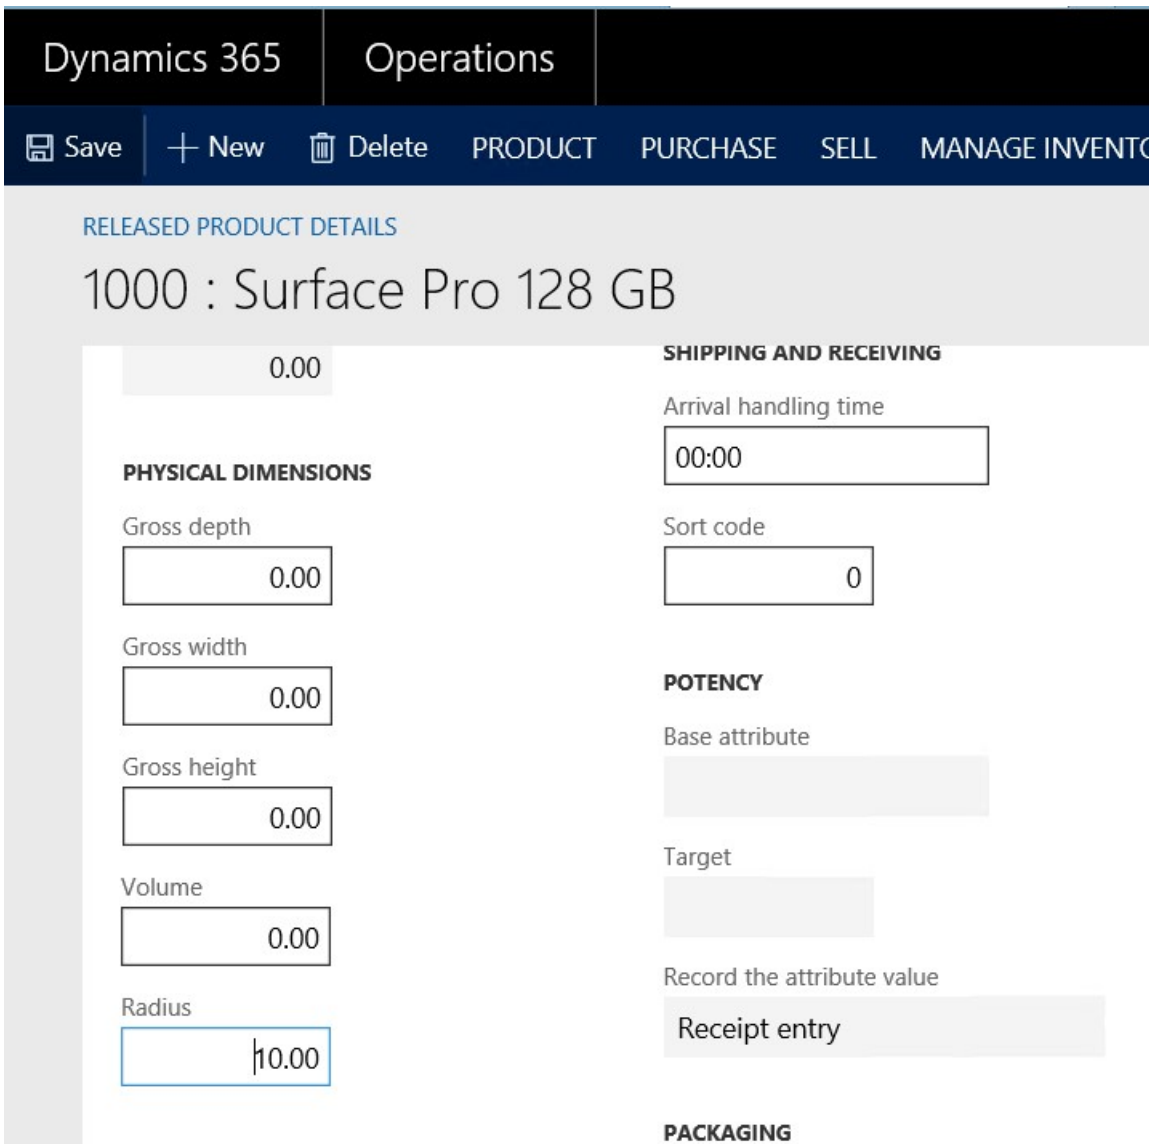 Dynamics 365 Operations
Save New Delete PRODUCT PURCHASE SELL MANAGE INVENTO
RELEASED PRODUCT DETAILS
1000 : Surface Pro 128 GB
0.00
PHYSICAL DIMENSIONS
Gross depth
0.00
Gross width
0.00
Gross height
0.00
Volume
0.00
Radius
10.00
SHIPPING AND RECEIVING
Arrival handling time
00:00
Sort code
0
POTENCY
Base attribute
Target
Record the attribute value
Receipt entry
PACKAGING